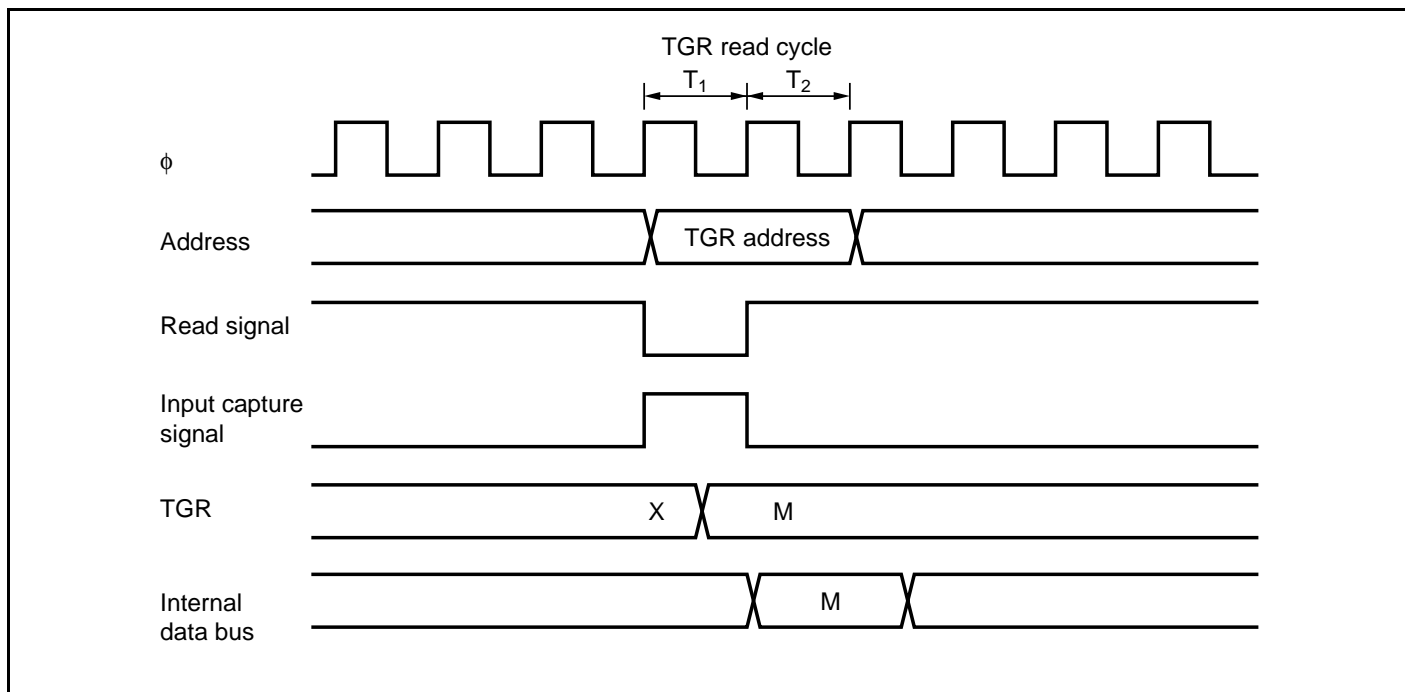 TGR read cycle
T1 T2
ϕ
Address
TGR address
Read signal
Input capture
signal
TGR
X M
Internal
data bus
M